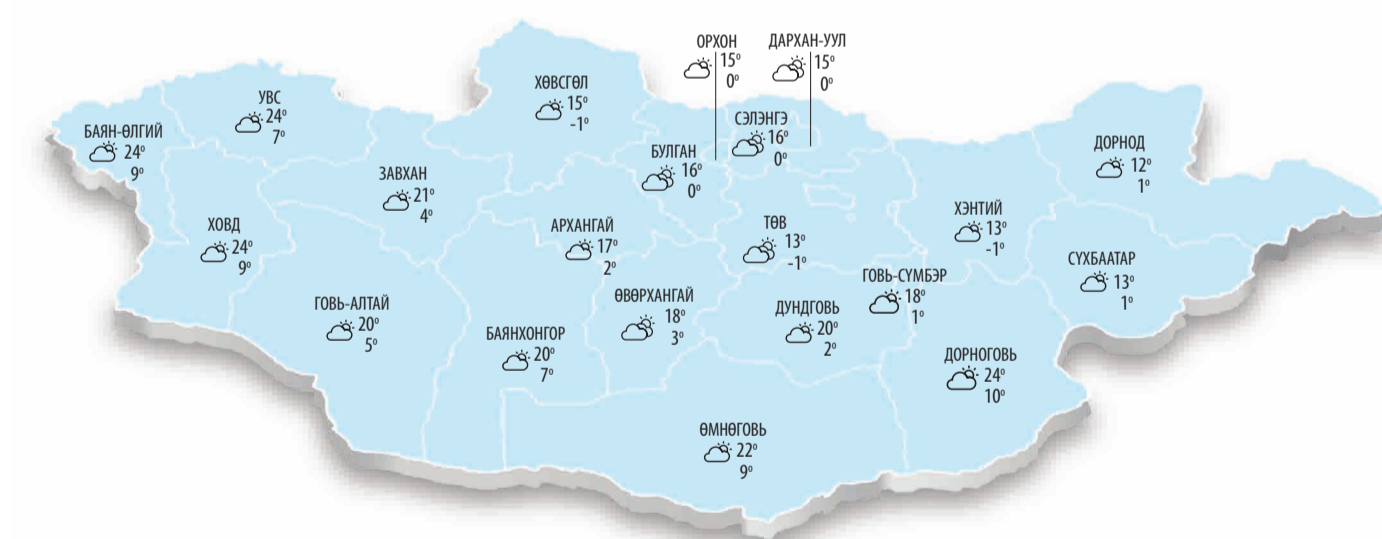 ОРХОН
15°
0°
ДАРХАН-УУЛ
15°
0°
ХӨВСГӨЛ
15°
-1°
УВС
24°
7°
БАЯН-ӨЛГИЙ
24°
9°
СЭЛЭНГЭ
16°
0°
БУЛГАН
16°
0°
ДОРНОД
12°
1°
ЗАВХАН
21°
4°
ХОВД
24°
9°
АРХАНГАЙ
17°
2°
ТӨВ
13°
-1°
ХЭНТИЙ
13°
-1°
СҮХБААТАР
13°
1°
ГОВЬ-СҮМБЭР
18°
1°
ГОВЬ-АЛТАЙ
20°
5°
ӨВӨРХАНГАЙ
18°
3°
ДУНДГОВЬ
20°
2°
БАЯНХОНГОР
20°
7°
ДОРНОГОВЬ
24°
10°
ӨМНӨГОВЬ
22°
9°